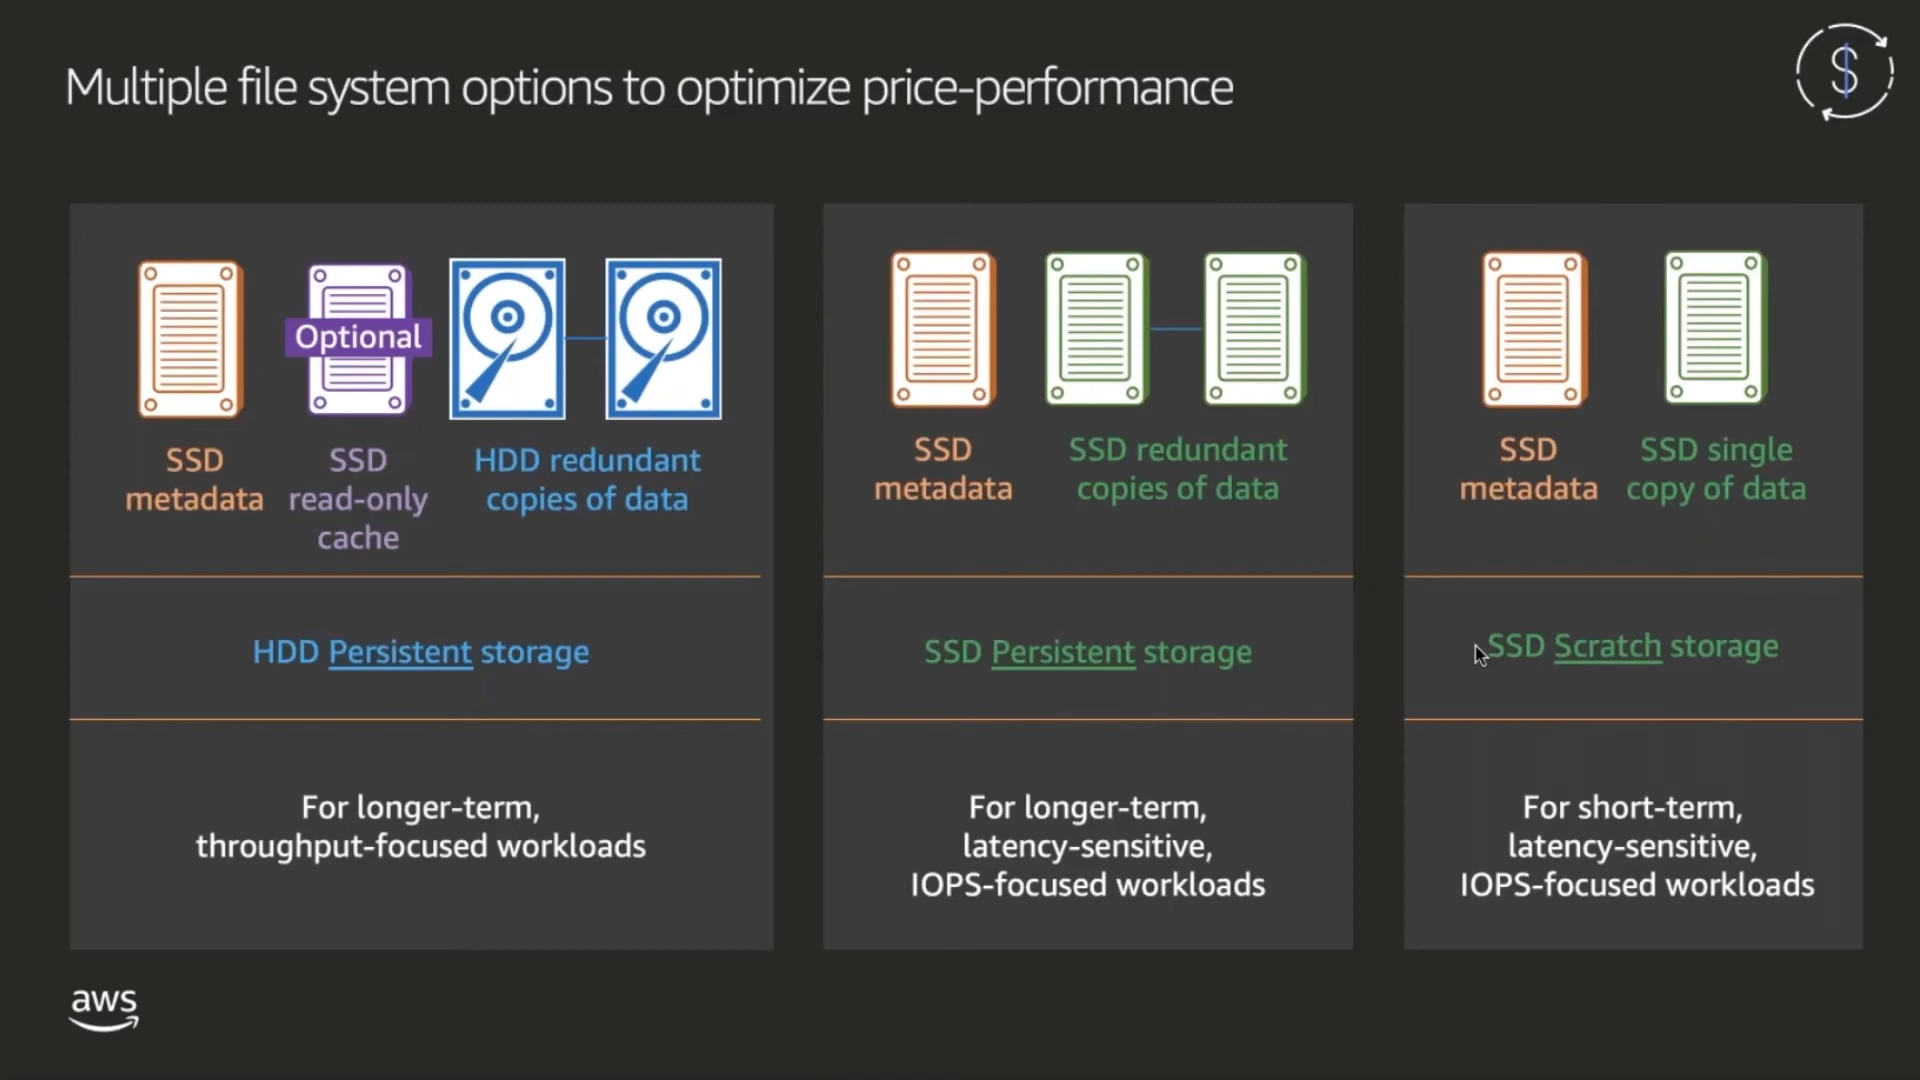 Multiple file system options to optimize price-performance
$
Optional
SSD
metadata
SSD
read-only
cache
HDD redundant
copies of data
HDD Persistent storage
For longer-term,
throughput-focused workloads
SSD
metadata
SSD redundant
copies of data
SSD Persistent storage
For longer-term,
latency-sensitive,
IOPS-focused workloads
SSD
metadata
SSD single
copy of data
SSD Scratch storage
For short-term,
latency-sensitive,
IOPS-focused workloads
aws